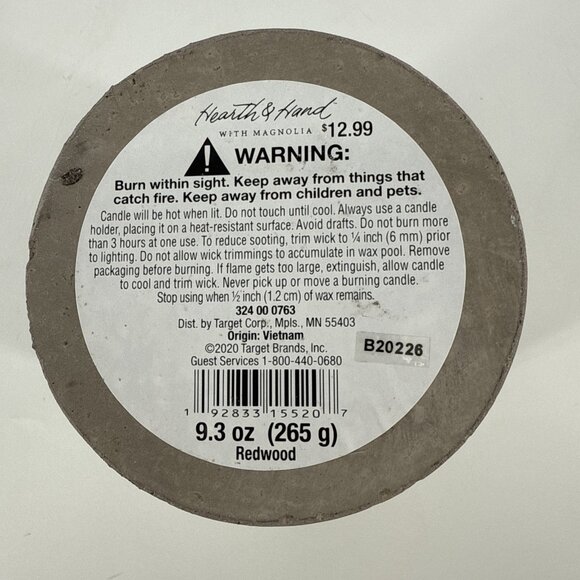 Hearth & Hand
WITH MAGNOLIA $12.99
WARNING:
Burn within sight. Keep away from things that
catch fire. Keep away from children and pets.
Candle will be hot when lit. Do not touch until cool. Always use a candle
holder, placing it on a heat-resistant surface. Avoid drafts. Do not burn more
than 3 hours at one use. To reduce sooting, trim wick to ¼ inch (6 mm) prior
to lighting. Do not allow wick trimmings to accumulate in wax pool. Remove
packaging before burning. If flame gets too large, extinguish, allow candle
to cool and trim wick. Never pick up or move a burning candle.
Stop using when ½ inch (1.2 cm) of wax remains.
324 00 0763
Dist. by Target Corp., Mpls., MN 55403
Origin: Vietnam
©2020 Target Brands, Inc.
Guest Services 1-800-440-0680
B20226
1 92833 15520 7
9.3 oz (265 g)
Redwood